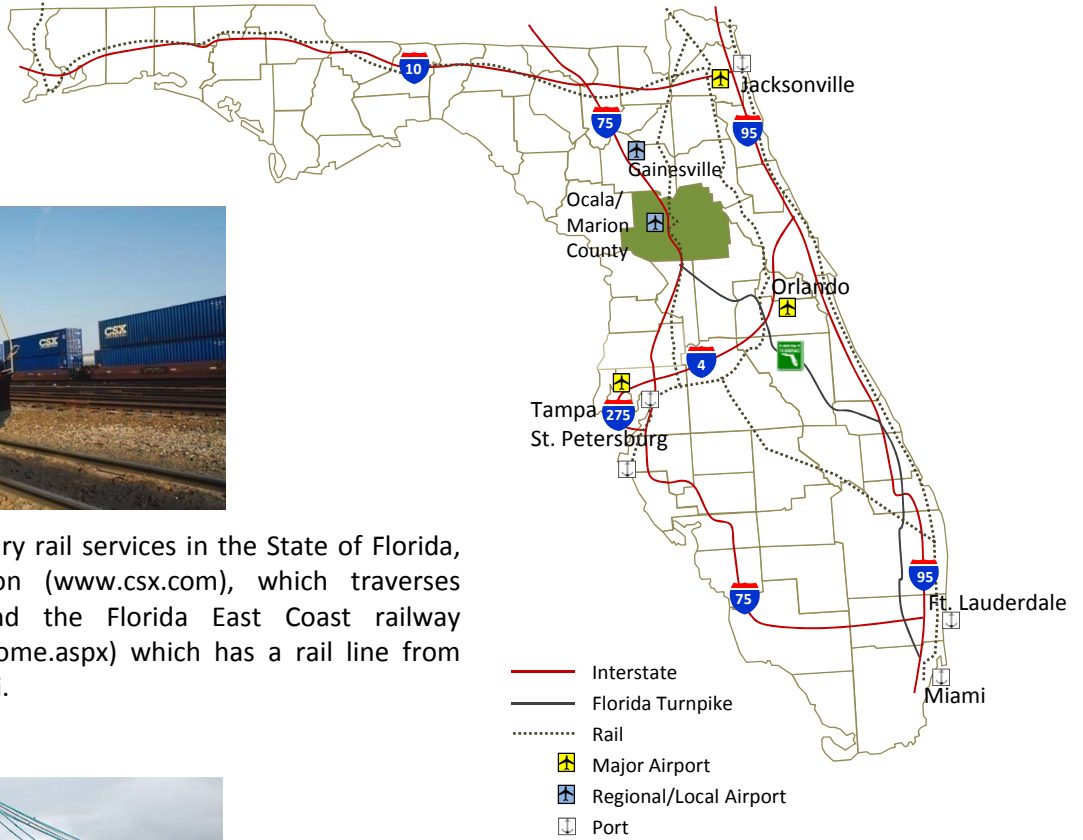 10
75
95
Jacksonville
Gainesville
Ocala/
Marion
County
Orlando
4
Tampa
275
St. Petersburg
CSX
CSX
ry rail services in the State of Florida,
on (www.csx.com), which traverses
nd the Florida East Coast railway
ome.aspx) which has a rail line from
i.
95
75
Ft. Lauderdale
Miami
Interstate
Florida Turnpike
Rail
Major Airport
Regional/Local Airport
Port